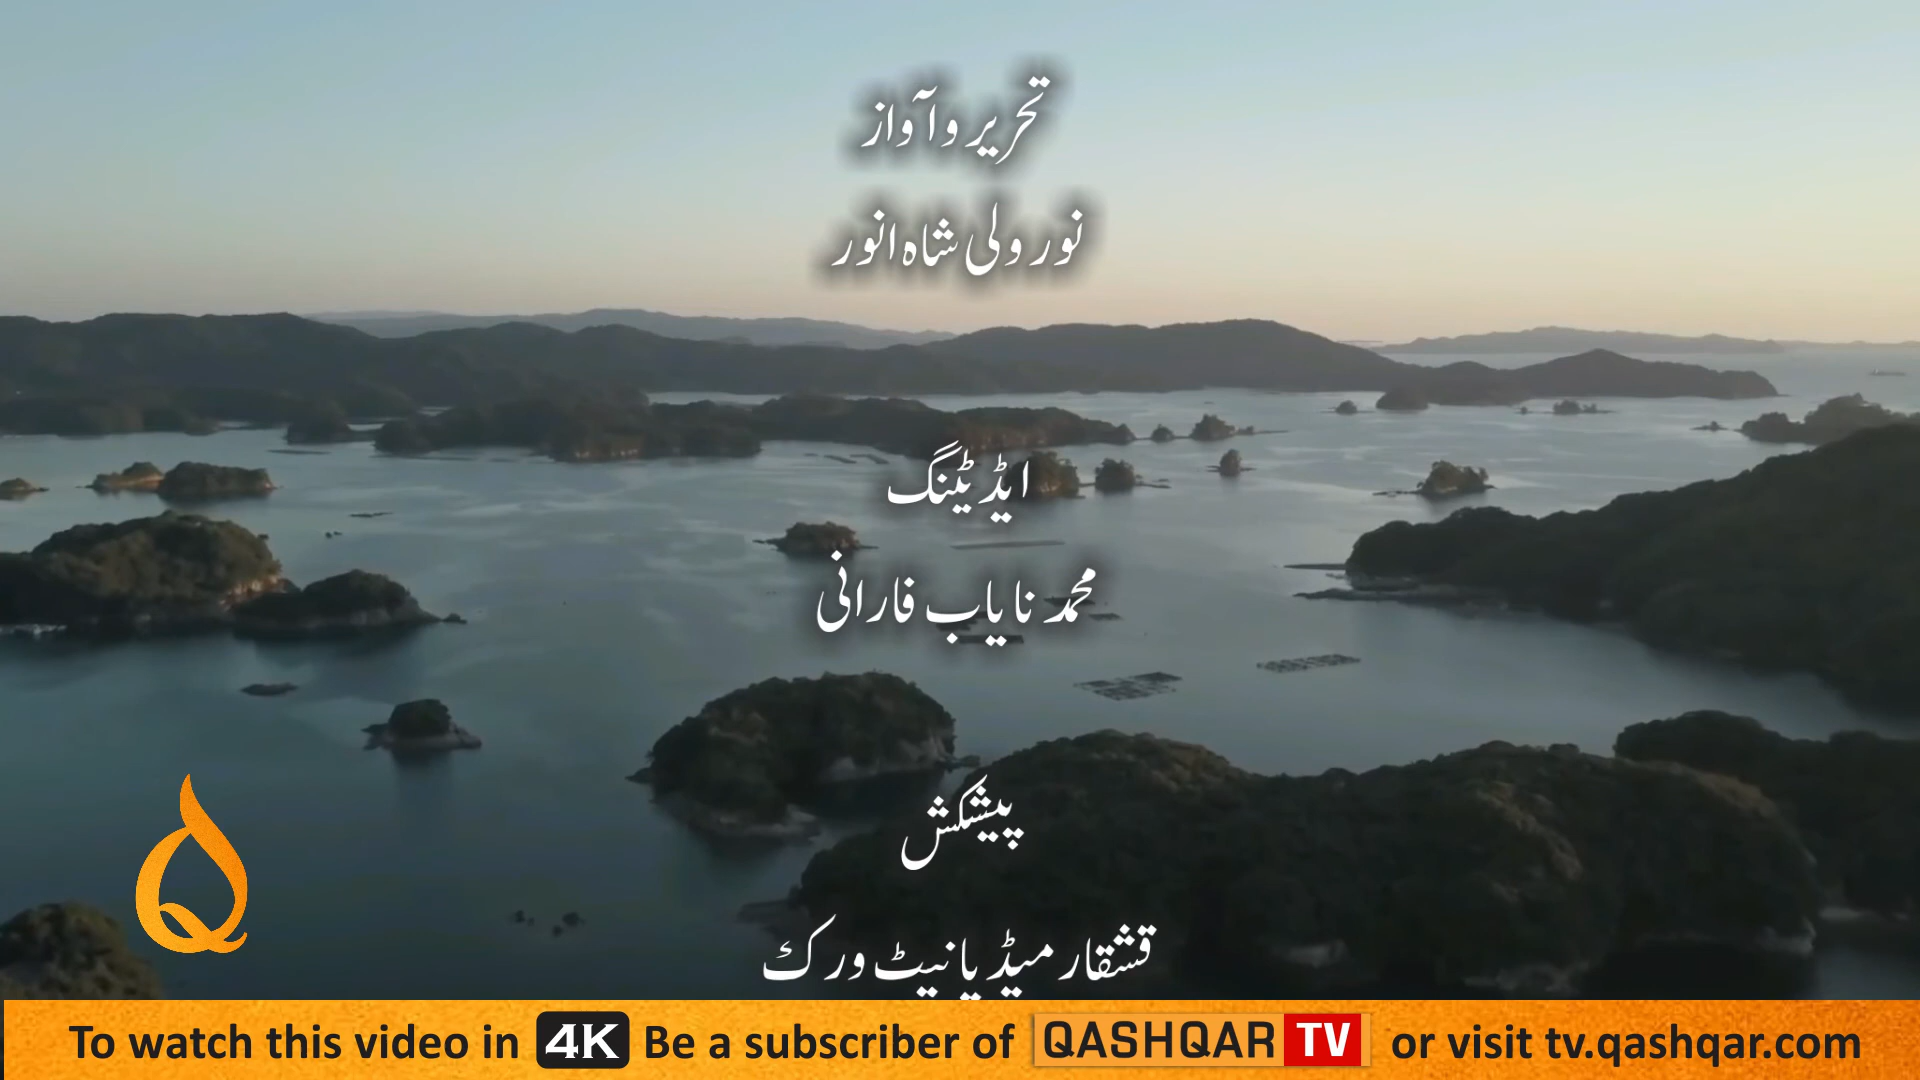 تحریر و آواز
نور ولی شاہ انور
ایڈیٹینگ
محمد نایاب فارانی
پیشکش
قشقار میڈیا نیٹ ورک
To watch this video in 4K Be a subscriber of QASHQAR TV or visit tv.qashqar.com